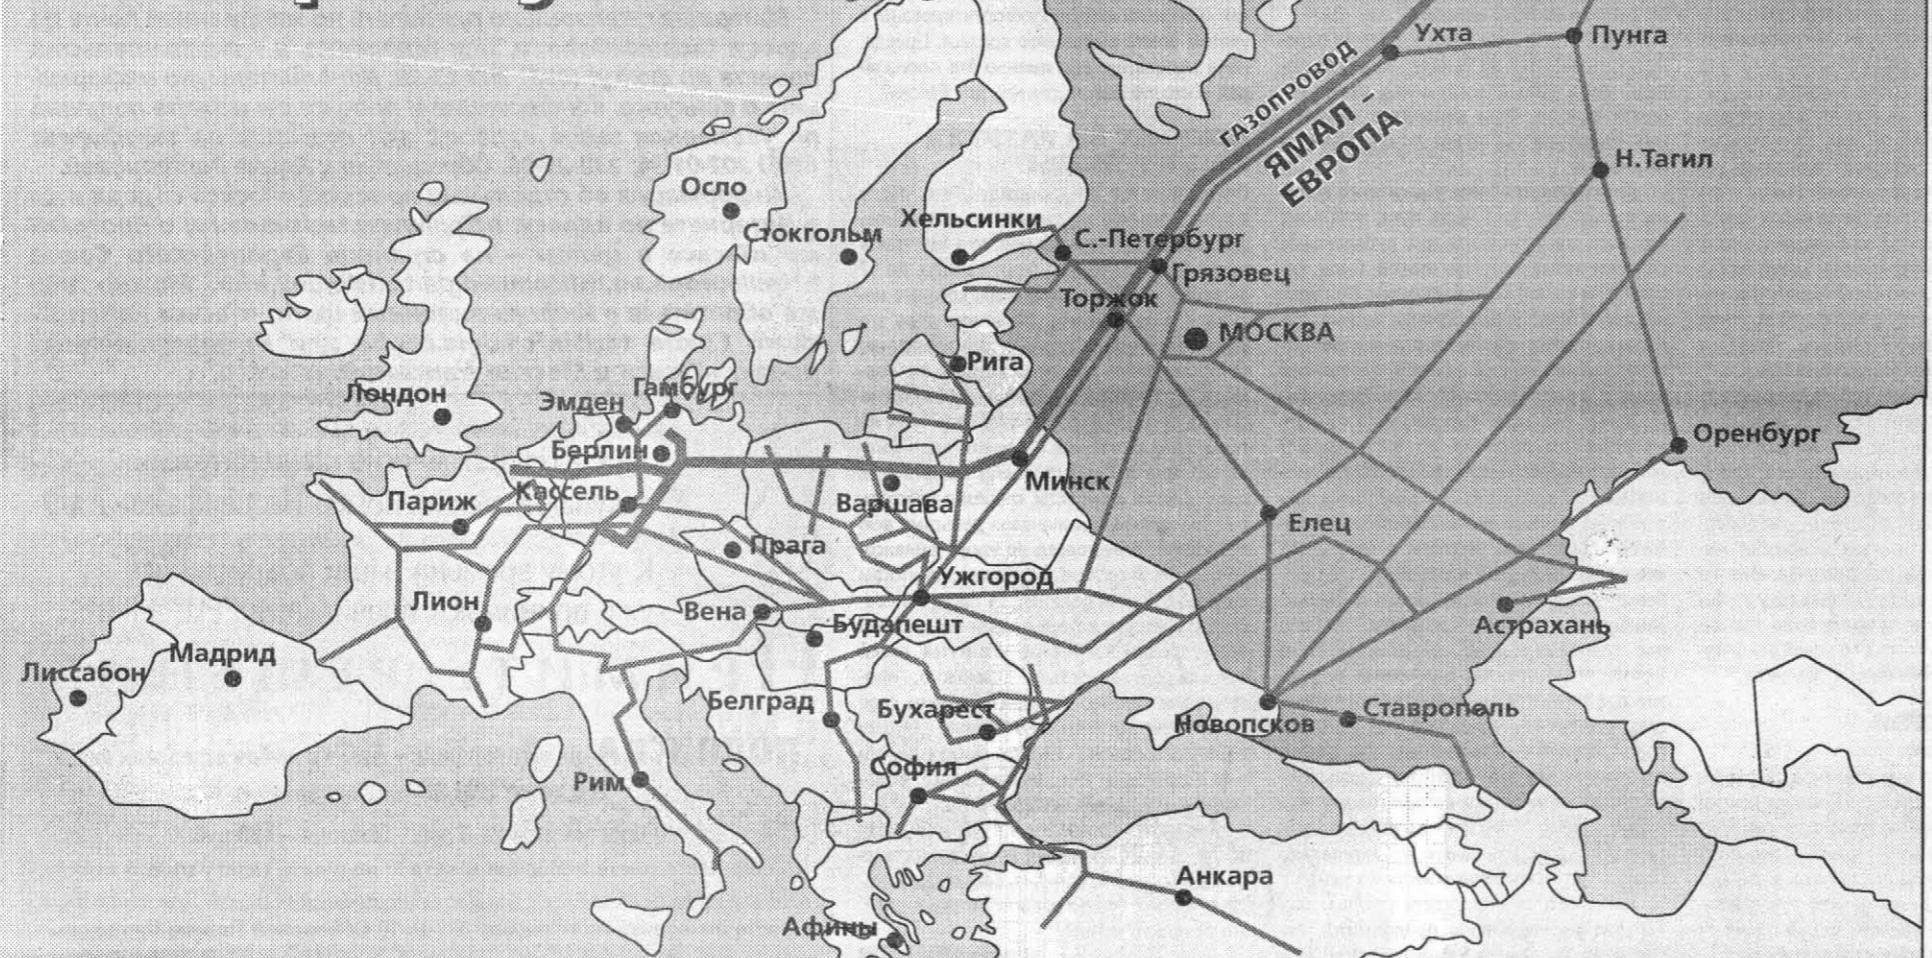 Ухта
Пунга
ГАЗОПРОВОД
ЯМАЛ –
ЕВРОПА
Н.Тагил
Осло
Стокгольм
Хельсинки
С.-Петербург
Грязовец
Торжок
МОСКВА
Рига
Лондон
Эмден
Гамбург
Берлин
Минск
Оренбург
Париж
Кассель
Варшава
Елец
Прага
Ужгород
Лион
Вена
Будапешт
Астрахань
Мадрид
Лиссабон
Белград
Бухарест
Новопсков
Ставрополь
София
Рим
Анкара
Афины